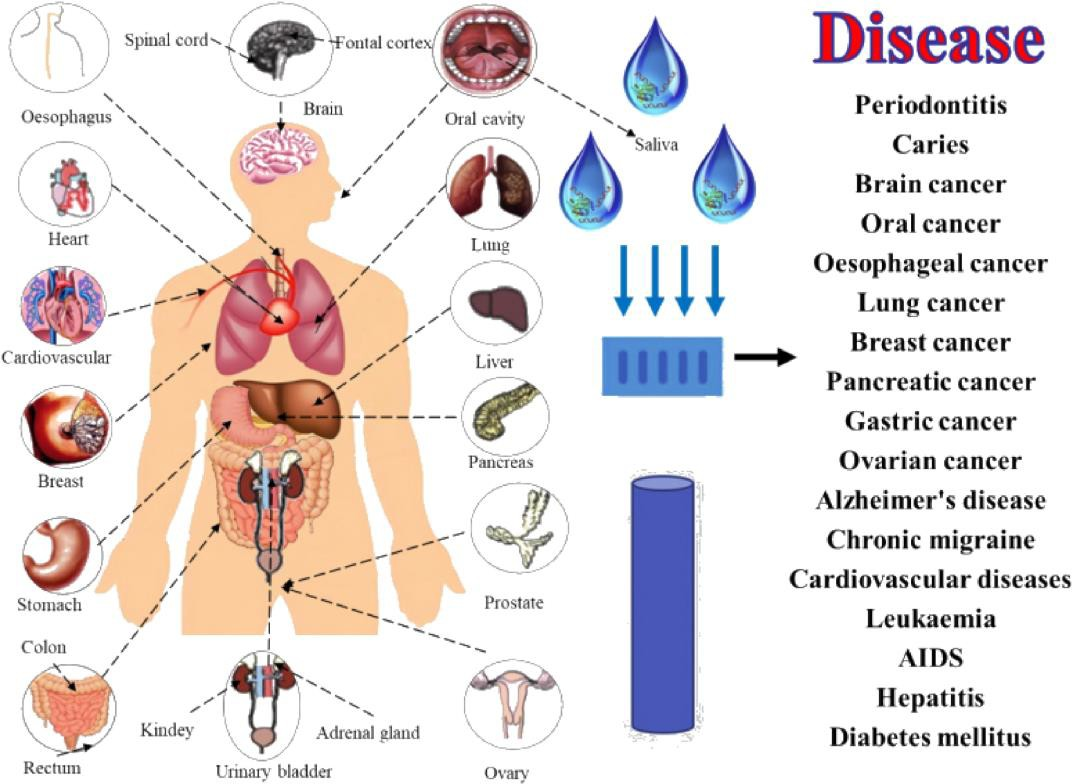 Disease
Spinal cord
Fontal cortex
Oesophagus
Brain
Oral cavity
Saliva
Heart
Lung
Cardiovascular
Liver
Breast
Pancreas
Stomach
Prostate
Colon
Kindey
Adrenal gland
Rectum
Urinary bladder
Ovary
Periodontitis
Caries
Brain cancer
Oral cancer
Oesophageal cancer
Lung cancer
Breast cancer
Pancreatic cancer
Gastric cancer
Ovarian cancer
Alzheimer's disease
Chronic migraine
Cardiovascular diseases
Leukaemia
AIDS
Hepatitis
Diabetes mellitus